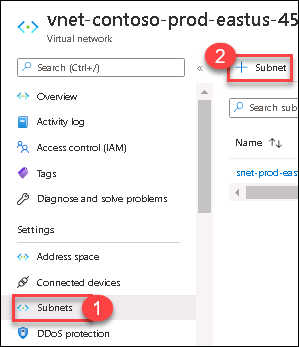 vnet-contoso-prod-eastus-45
Virtual network
Search (Ctrl+/)
«
Overview
Activity log
Access control (IAM)
Tags
Diagnose and solve problems
Settings
Address space
Connected devices
Subnets
1
DDoS protection
2
+ Subnet
Search sub
Name ↑↓
snet-prod-eas